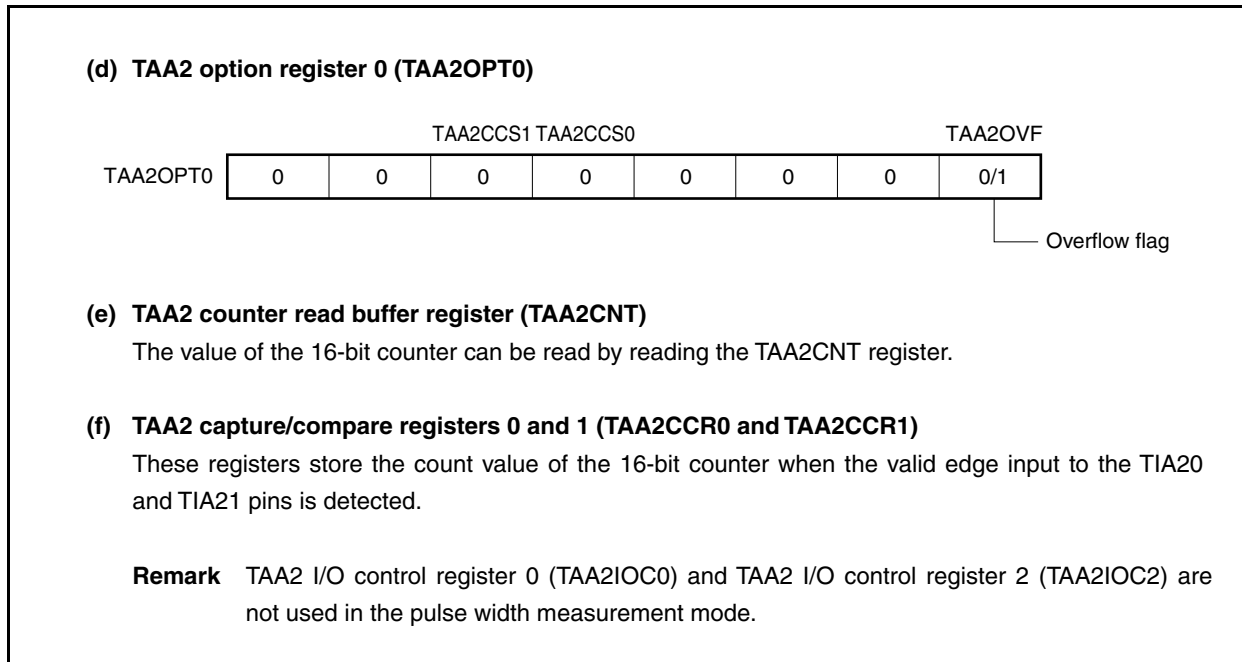 (d) TAA2 option register 0 (TAA2OPT0)
TAA2CCS1 TAA2CCS0 TAA2OVF
TAA2OPT0 0 0 0 0 0 0 0 0/1
Overflow flag
(e) TAA2 counter read buffer register (TAA2CNT)
The value of the 16-bit counter can be read by reading the TAA2CNT register.
(f) TAA2 capture/compare registers 0 and 1 (TAA2CCR0 and TAA2CCR1)
These registers store the count value of the 16-bit counter when the valid edge input to the TIA20
and TIA21 pins is detected.
Remark TAA2 I/O control register 0 (TAA2IOC0) and TAA2 I/O control register 2 (TAA2IOC2) are
not used in the pulse width measurement mode.